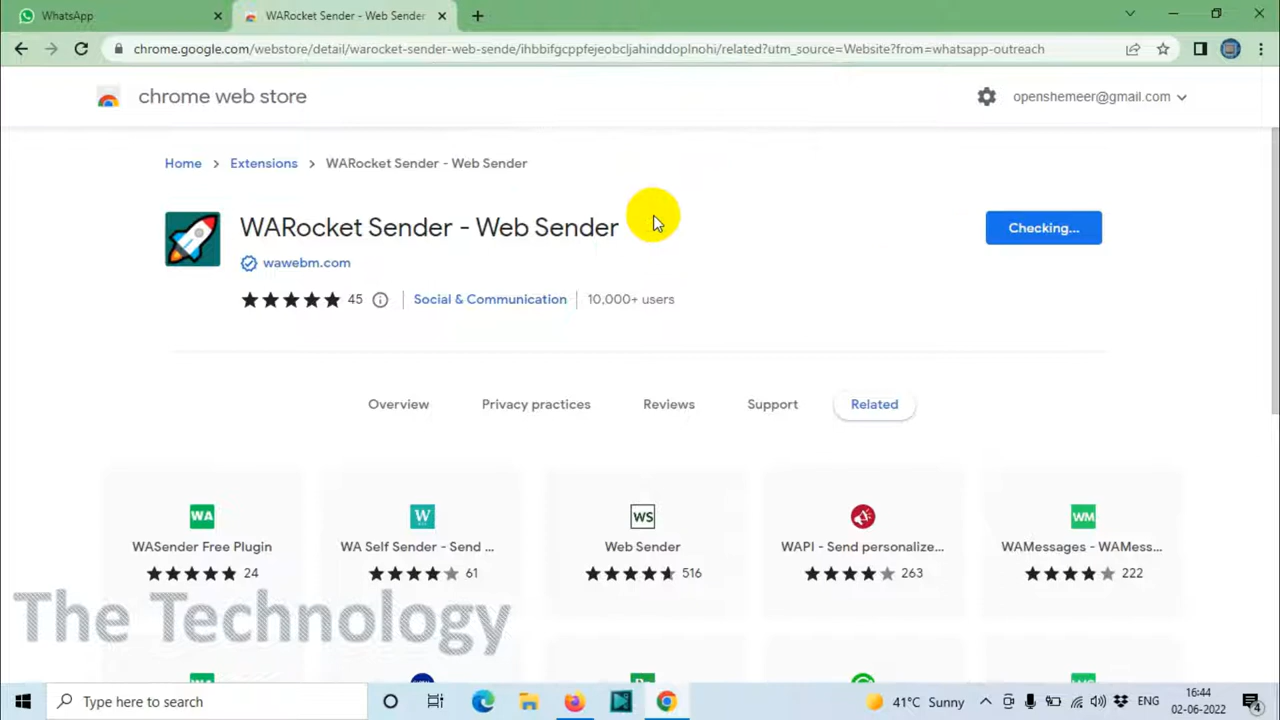 WhatsApp
WARocket Sender - Web Sender
chrome.google.com/webstore/detail/warocket-sender-web-sende/ihbbifgcppfejeobcljahinddoplnohi/related?utm_source=Website?from=whatsapp-outreach
chrome web store
openshemeer@gmail.com
Home > Extensions > WARocket Sender - Web Sender
WARocket Sender - Web Sender
Checking...
wawebm.com
45
Social & Communication
10,000+ users
Overview
Privacy practices
Reviews
Support
Related
WA
W
WS
WM
WASender Free Plugin
WA Self Sender - Send ...
Web Sender
WAPI - Send personalize...
WAMessages - WAMess...
24
61
516
263
222
The Technology
Type here to search
41°C Sunny
ENG
16:44
02-06-2022
4